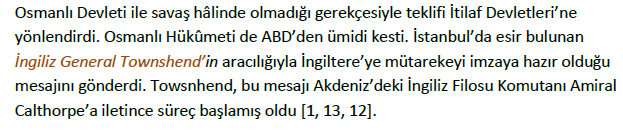 Osmanlı Devleti ile savaş hâlinde olmadığı gerekçesiyle teklifi İtilaf Devletleri'ne
yönlendirdi. Osmanlı Hükûmeti de ABD'den ümidi kesti. İstanbul'da esir bulunan
İngiliz General Townshend'in aracılığıyla İngiltere'ye mütarekeyi imzaya hazır olduğu
mesajını gönderdi. Towsnhend, bu mesajı Akdeniz'deki İngiliz Filosu Komutanı Amiral
Calthorpe'a iletince süreç başlamış oldu [1, 13, 12].